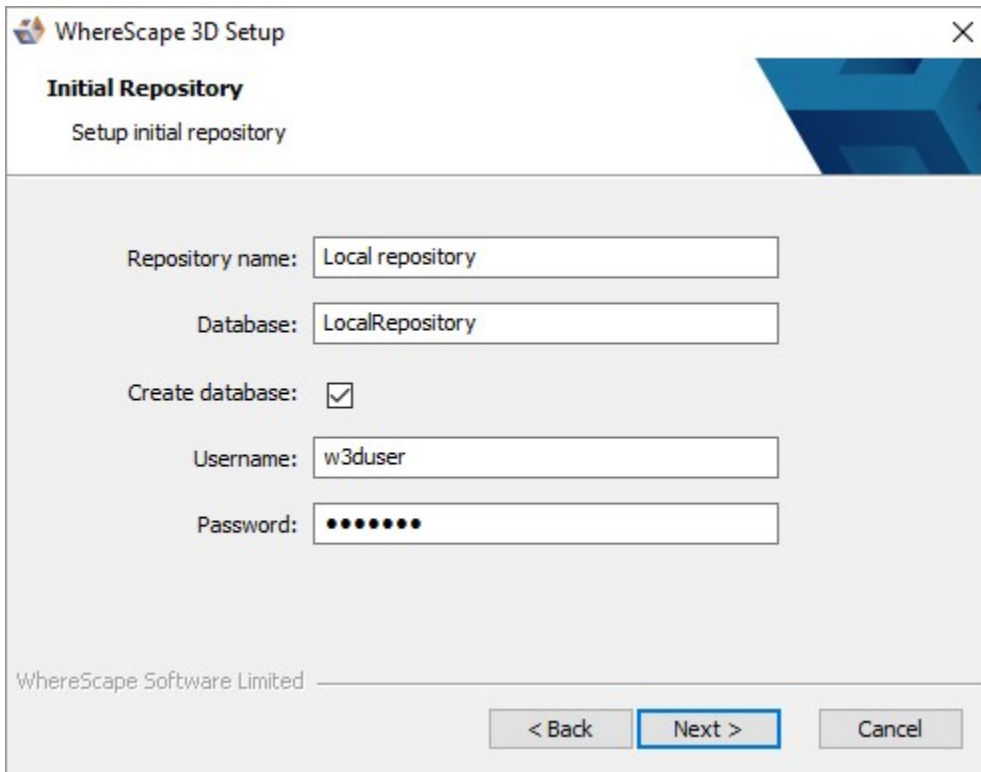 WhereScape 3D Setup
Initial Repository
Setup initial repository
Repository name: Local repository
Database: LocalRepository
Create database:
Username: w3duser
Password: •••••••
WhereScape Software Limited
< Back Next > Cancel